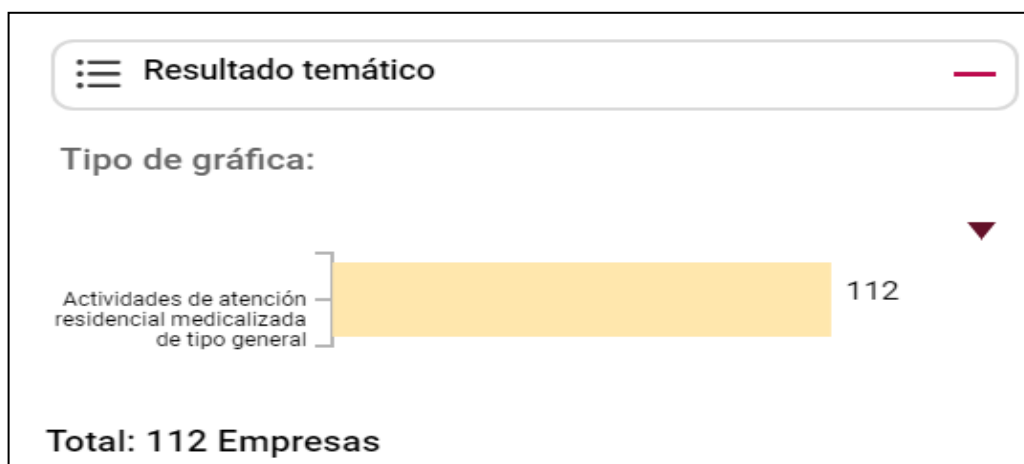 Resultado temático
Tipo de gráfica:
Actividades de atención
residencial medicalizada
de tipo general
112
Total: 112 Empresas